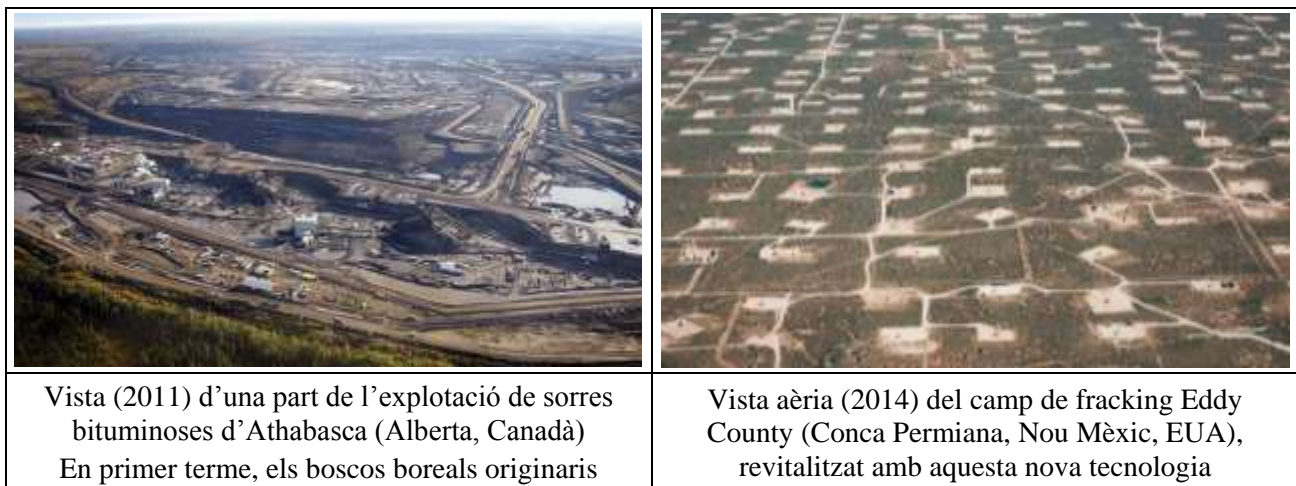 Vista (2011) d’una part de l’explotació de sorres
bituminoses d’Athabasca (Alberta, Canadà)
En primer terme, els boscos boreals originaris
Vista aèria (2014) del camp de fracking Eddy
County (Conca Permiana, Nou Mèxic, EUA),
revitalitzat amb aquesta nova tecnologia